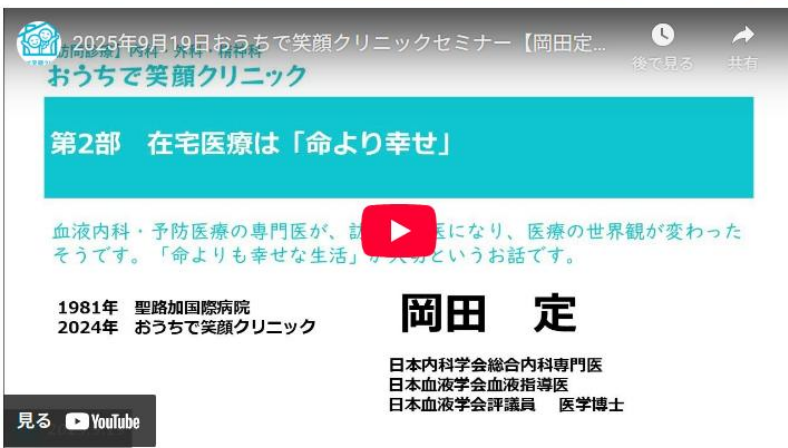 2025年9月19日おうちで笑顔クリニックセミナー【岡田定...
後で見る
共有
おうちで笑顔クリニック
第2部 在宅医療は「命より幸せ」
血液内科・予防医療の専門医が、訪 医になり、医療の世界観が変わった
そうです。「命よりも幸せな生活」が大切というお話です。
1981年 聖路加国際病院
2024年 おうちで笑顔クリニック
岡田 定
日本内科学会総合内科専門医
日本血液学会血液指導医
日本血液学会評議員 医学博士
見る YouTube